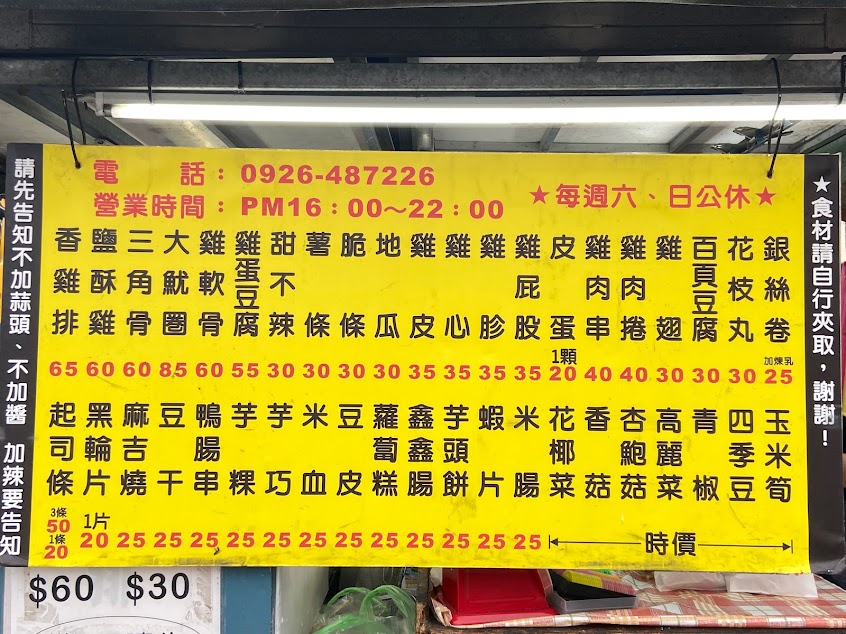 請先告知不加蒜頭、不加醬 加辣要告知
電話：0926-487226
營業時間：PM16：00～22：00
★每週六、日公休★
香雞排 65
鹽酥雞 60
三角骨 60
大魷圈 85
雞軟骨 60
雞蛋豆腐 55
甜不辣 30
薯條 30
脆條 30
地瓜 30
雞皮 35
雞心 35
雞胗 35
雞屁股 35
皮蛋 1顆 20
雞肉串 40
雞肉捲 40
雞翅 30
百頁豆腐 30
花枝丸 30
銀絲卷 加煉乳 25
起司條 3條 50 1條 20
黑輪片 1片 20
麻吉燒 25
豆干 25
鴨腸串 25
芋粿 25
芋巧 25
米血 25
豆皮 25
蘿蔔糕 25
鑫鑫腸 25
芋頭餅 25
蝦片 25
米腸 25
花椰菜
香菇
杏鮑菇
高麗菜
青椒
四季豆
玉米筍
時價
★食材請自行夾取，謝謝！
$60 $30